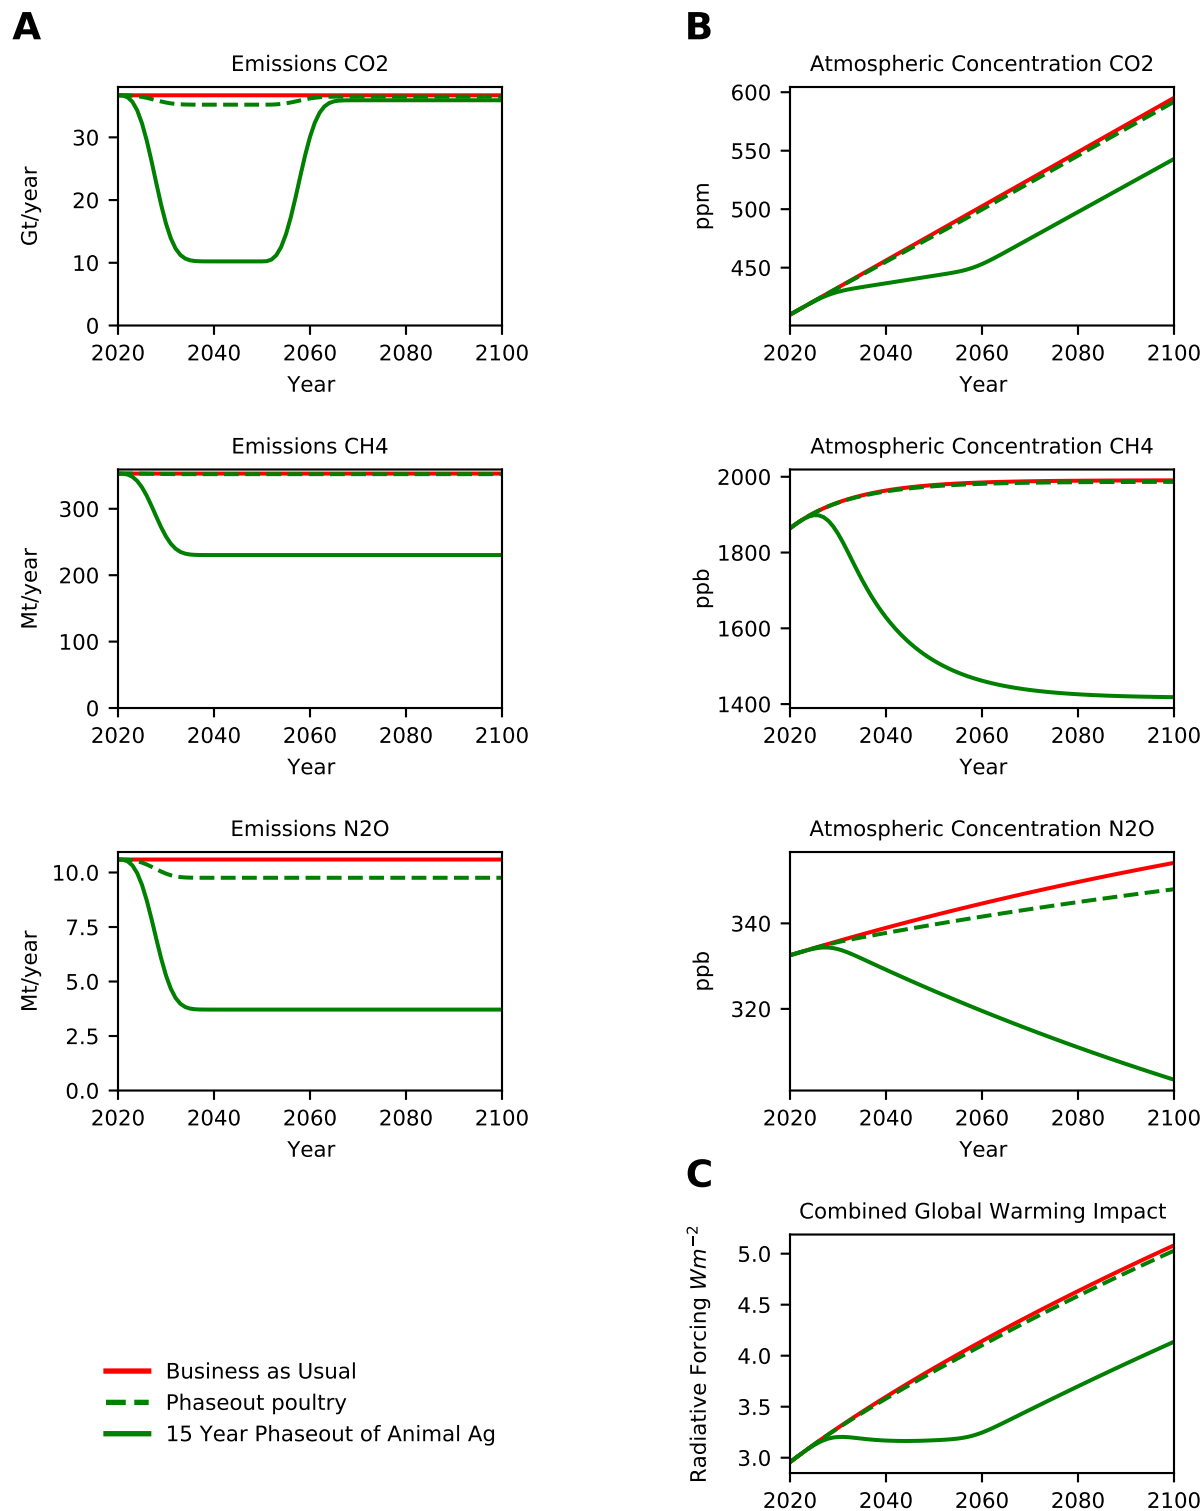 A
B
Emissions CO2
Gt/year
30
20
10
0
2020 2040 2060 2080 2100
Year
Atmospheric Concentration CO2
ppm
600
550
500
450
2020 2040 2060 2080 2100
Year
Emissions CH4
Mt/year
300
200
100
0
2020 2040 2060 2080 2100
Year
Atmospheric Concentration CH4
ppb
2000
1800
1600
1400
2020 2040 2060 2080 2100
Year
Emissions N2O
Mt/year
10.0
7.5
5.0
2.5
0.0
2020 2040 2060 2080 2100
Year
Atmospheric Concentration N2O
ppb
340
320
2020 2040 2060 2080 2100
Year
C
Combined Global Warming Impact
Radiative Forcing Wm⁻²
5.0
4.5
4.0
3.5
3.0
2020 2040 2060 2080 2100
Business as Usual
Phaseout poultry
15 Year Phaseout of Animal Ag